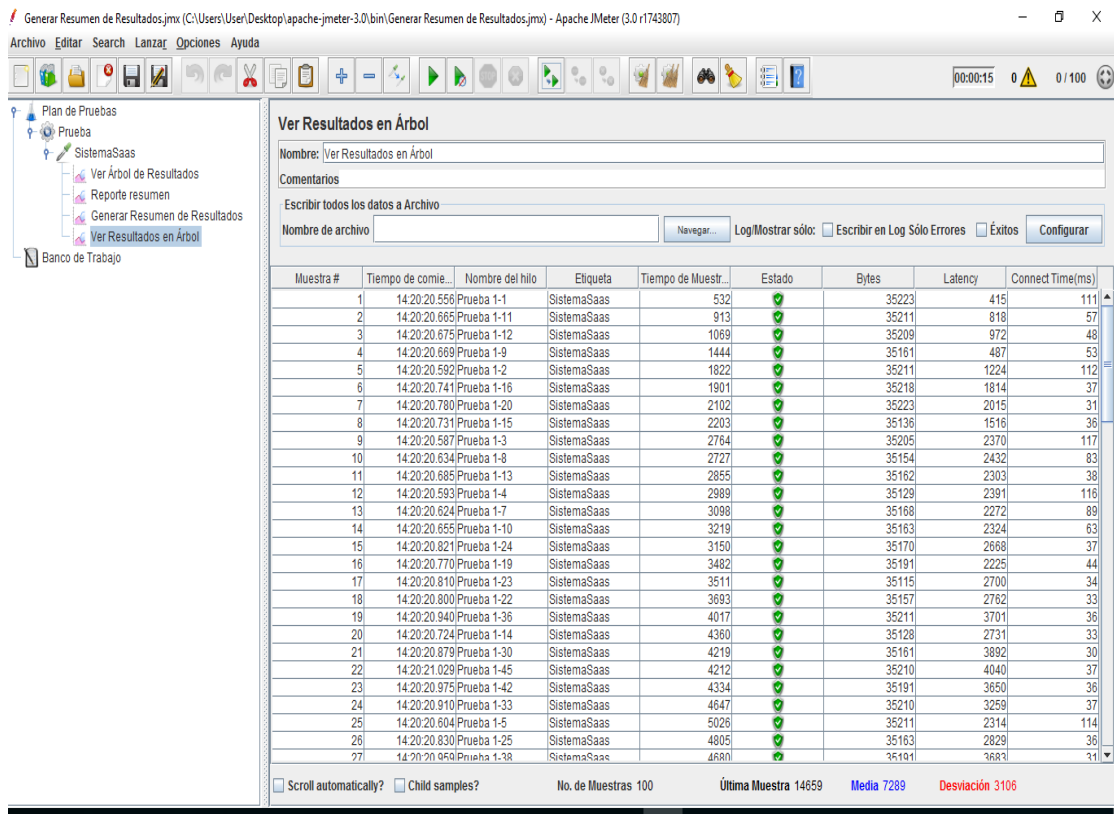 Generar Resumen de Resultados.jmx (C:\Users\User\Desktop\apache-jmeter-3.0\bin\Generar Resumen de Resultados.jmx) - Apache JMeter (3.0 r1743807)
Archivo Editar Search Lanzar Opciones Ayuda
00:00:15 0 0 / 100
Plan de Pruebas
Prueba
SistemaSaas
Ver Árbol de Resultados
Reporte resumen
Generar Resumen de Resultados
Ver Resultados en Árbol
Banco de Trabajo
Ver Resultados en Árbol
Nombre: Ver Resultados en Árbol
Comentarios
Escribir todos los datos a Archivo
Nombre de archivo Navegar... Log/Mostrar sólo: Escribir en Log Sólo Errores Éxitos Configurar
Muestra # Tiempo de comie... Nombre del hilo Etiqueta Tiempo de Muestr... Estado Bytes Latency Connect Time(ms)
1 14:20:20.556 Prueba 1-1 SistemaSaas 532 35223 415 111
2 14:20:20.665 Prueba 1-11 SistemaSaas 913 35211 818 57
3 14:20:20.675 Prueba 1-12 SistemaSaas 1069 35209 972 48
4 14:20:20.669 Prueba 1-9 SistemaSaas 1444 35161 487 53
5 14:20:20.592 Prueba 1-2 SistemaSaas 1822 35211 1224 112
6 14:20:20.741 Prueba 1-16 SistemaSaas 1901 35218 1814 37
7 14:20:20.780 Prueba 1-20 SistemaSaas 2102 35223 2015 31
8 14:20:20.731 Prueba 1-15 SistemaSaas 2203 35136 1516 36
9 14:20:20.587 Prueba 1-3 SistemaSaas 2764 35205 2370 117
10 14:20:20.634 Prueba 1-8 SistemaSaas 2727 35154 2432 83
11 14:20:20.685 Prueba 1-13 SistemaSaas 2855 35162 2303 38
12 14:20:20.593 Prueba 1-4 SistemaSaas 2989 35129 2391 116
13 14:20:20.624 Prueba 1-7 SistemaSaas 3098 35168 2272 89
14 14:20:20.655 Prueba 1-10 SistemaSaas 3219 35163 2324 63
15 14:20:20.821 Prueba 1-24 SistemaSaas 3150 35170 2668 37
16 14:20:20.770 Prueba 1-19 SistemaSaas 3482 35191 2225 44
17 14:20:20.810 Prueba 1-23 SistemaSaas 3511 35115 2700 34
18 14:20:20.800 Prueba 1-22 SistemaSaas 3693 35157 2762 33
19 14:20:20.940 Prueba 1-36 SistemaSaas 4017 35211 3701 36
20 14:20:20.724 Prueba 1-14 SistemaSaas 4360 35128 2731 33
21 14:20:20.879 Prueba 1-30 SistemaSaas 4219 35161 3892 30
22 14:20:21.029 Prueba 1-45 SistemaSaas 4212 35210 4040 37
23 14:20:20.975 Prueba 1-42 SistemaSaas 4334 35191 3650 36
24 14:20:20.910 Prueba 1-33 SistemaSaas 4647 35210 3259 37
25 14:20:20.604 Prueba 1-5 SistemaSaas 5026 35211 2314 114
26 14:20:20.830 Prueba 1-25 SistemaSaas 4805 35163 2829 36
27 14:20:20.959 Prueba 1-38 SistemaSaas 4680 35191 3683 31
Scroll automatically? Child samples? No. de Muestras 100 Última Muestra 14659 Media 7289 Desviación 3106